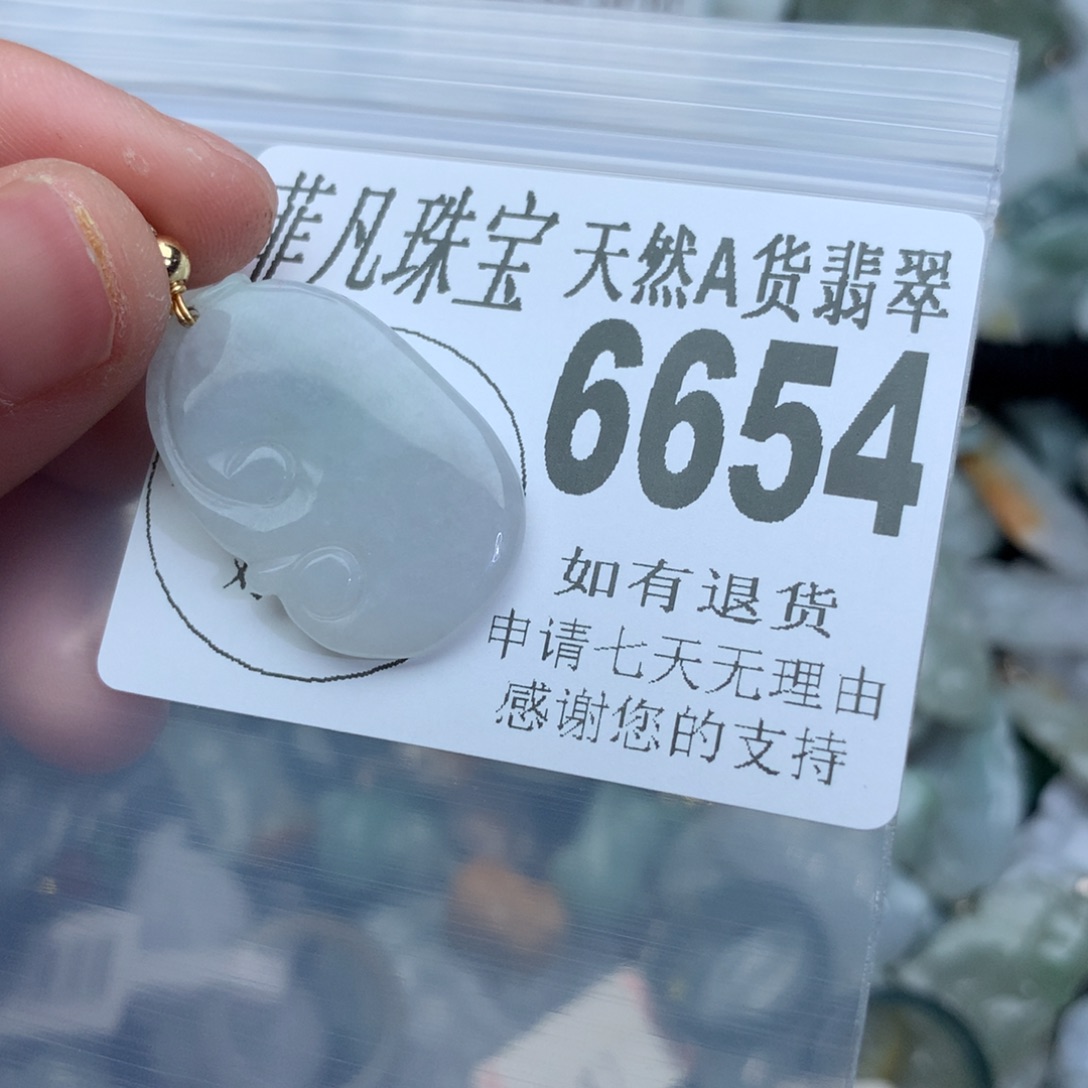 菲凡珠宝 天然A货翡翠
6654
如有退货
申请七天无理由
感谢您的支持